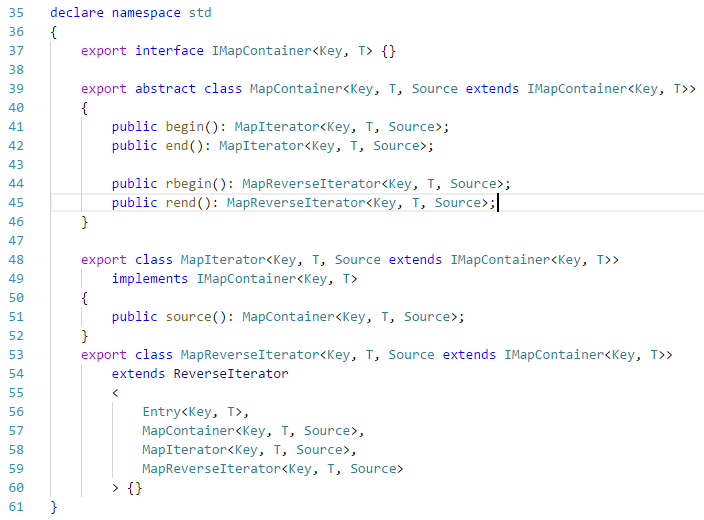 35 declare namespace std
36 {
37     export interface IMapContainer<Key, T> {}
38
39     export abstract class MapContainer<Key, T, Source extends IMapContainer<Key, T>>
40     {
41         public begin(): MapIterator<Key, T, Source>;
42         public end(): MapIterator<Key, T, Source>;
43
44         public rbegin(): MapReverseIterator<Key, T, Source>;
45         public rend(): MapReverseIterator<Key, T, Source>;
46     }
47
48     export class MapIterator<Key, T, Source extends IMapContainer<Key, T>>
49         implements IMapContainer<Key, T>
50     {
51         public source(): MapContainer<Key, T, Source>;
52     }
53     export class MapReverseIterator<Key, T, Source extends IMapContainer<Key, T>>
54         extends ReverseIterator
55         <
56             Entry<Key, T>,
57             MapContainer<Key, T, Source>,
58             MapIterator<Key, T, Source>,
59             MapReverseIterator<Key, T, Source>
60         > {}
61 }